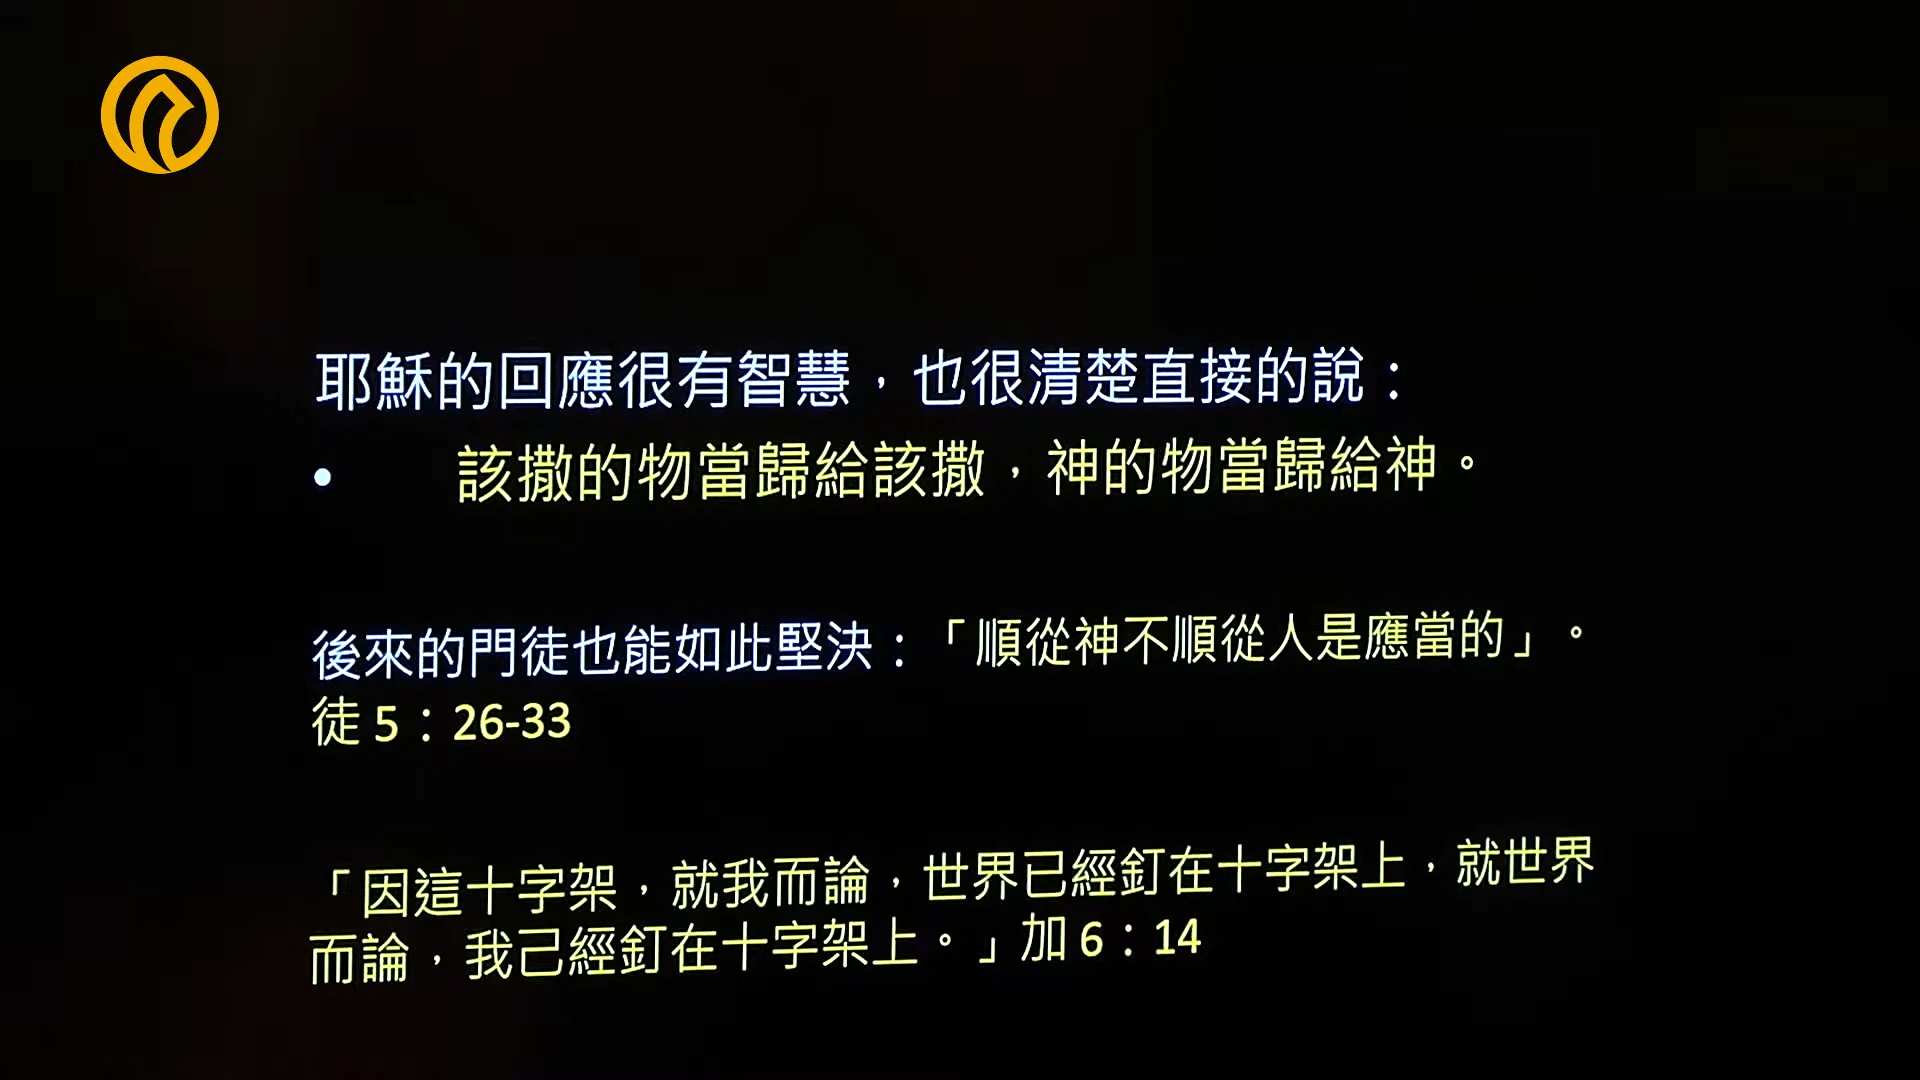 耶穌的回應很有智慧，也很清楚直接的說：
• 該撒的物當歸給該撒，神的物當歸給神。
後來的門徒也能如此堅決：「順從神不順從人是應當的」。
徒 5：26-33
「因這十字架，就我而論，世界已經釘在十字架上，就世界
而論，我己經釘在十字架上。」加 6：14